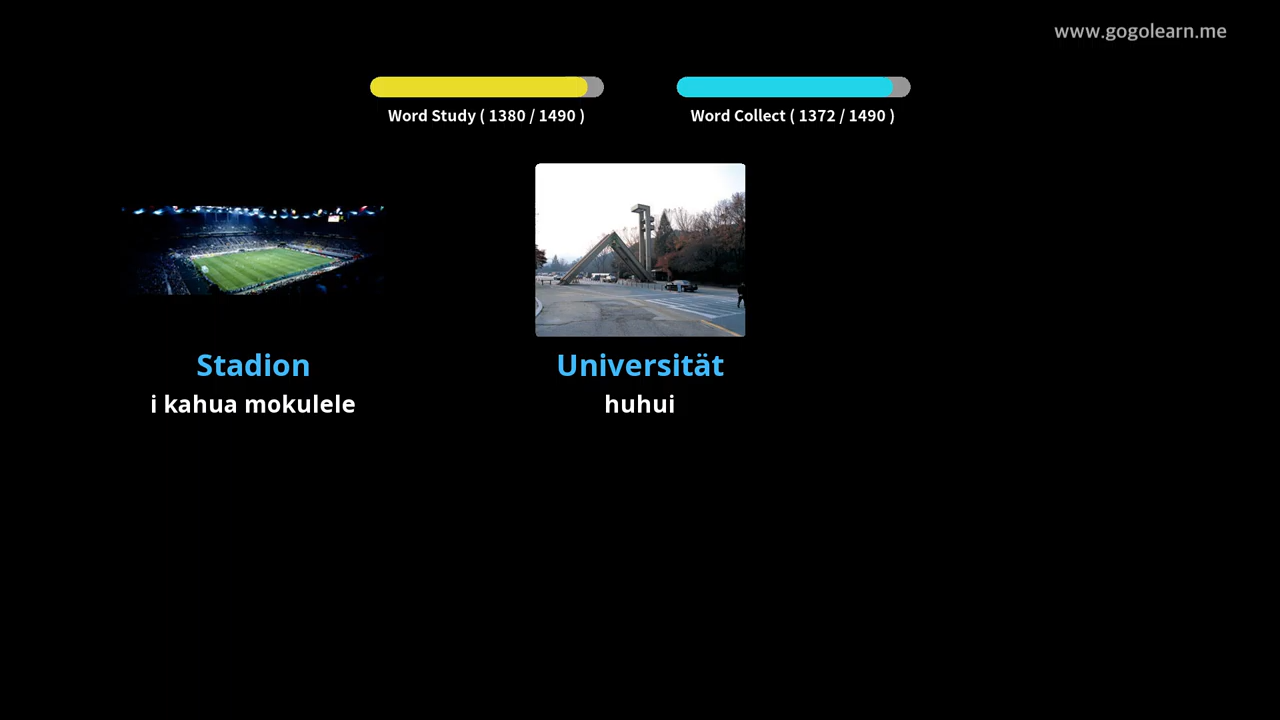 www.gogolearn.me
Word Study ( 1380 / 1490 )
Word Collect ( 1372 / 1490 )
Stadion
i kahua mokulele
Universität
huhui